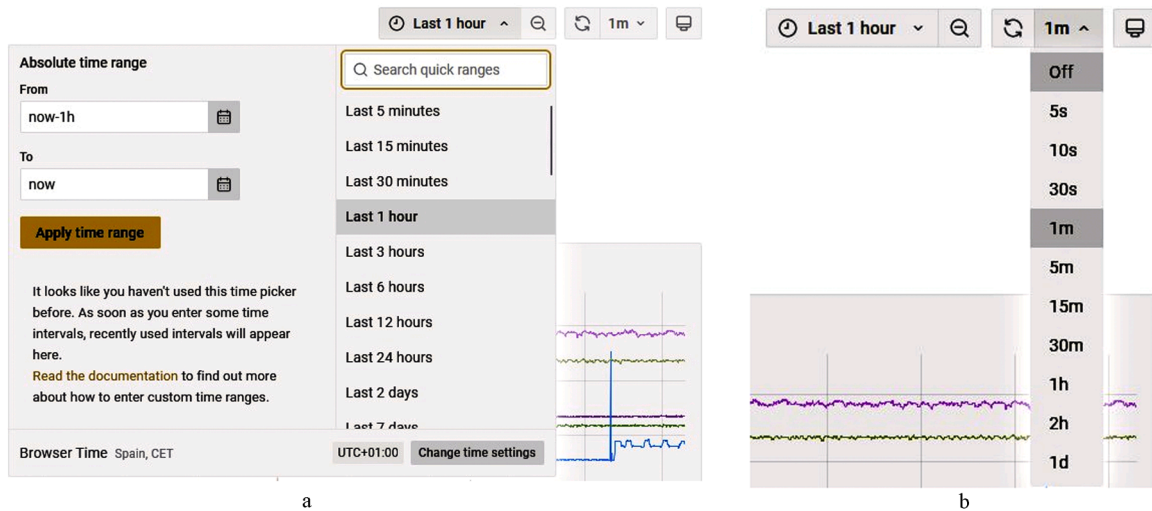 Last 1 hour
1m
Absolute time range
From
now-1h
To
now
Apply time range
It looks like you haven't used this time picker
before. As soon as you enter some time
intervals, recently used intervals will appear
here.
Read the documentation to find out more
about how to enter custom time ranges.
Search quick ranges
Last 5 minutes
Last 15 minutes
Last 30 minutes
Last 1 hour
Last 3 hours
Last 6 hours
Last 12 hours
Last 24 hours
Last 2 days
Last 7 days
Browser Time Spain, CET
UTC+01:00
Change time settings
a
Last 1 hour
1m
Off
5s
10s
30s
1m
5m
15m
30m
1h
2h
1d
b